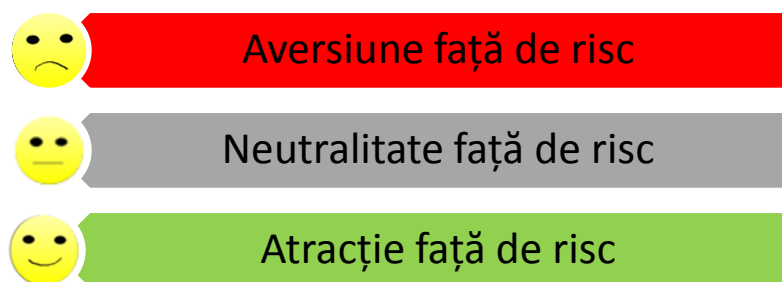 Aversiune față de risc
Neutralitate față de risc
Atracție față de risc